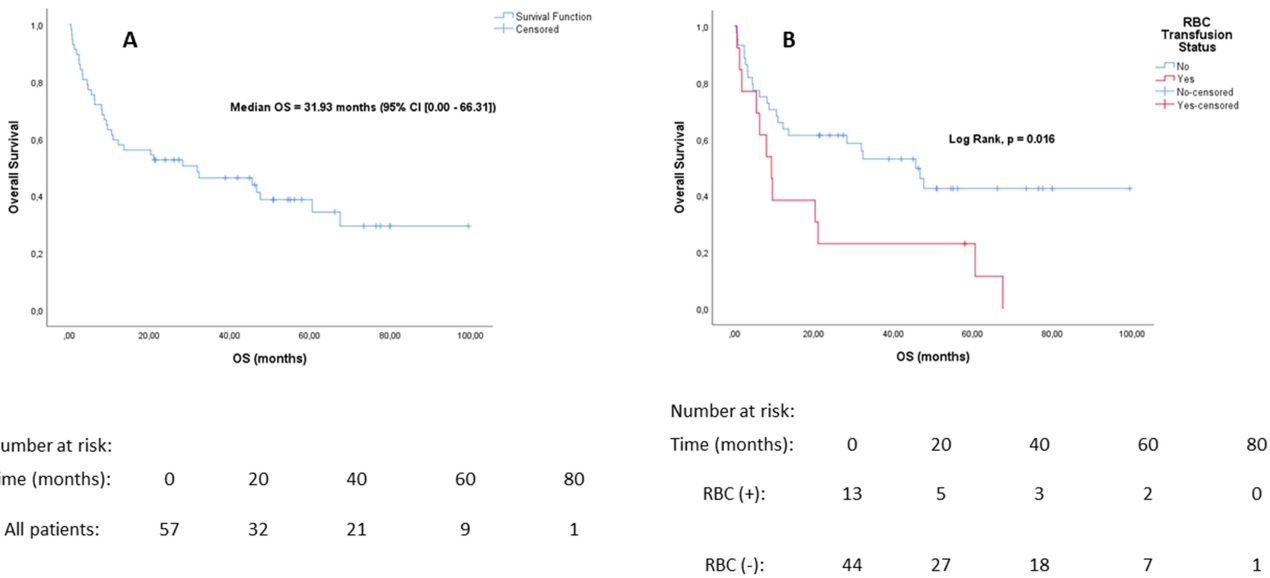 A
Survival Function
Censored
Median OS = 31.93 months (95% CI [0.00 - 66.31])
Overall Survival
1,0
0,8
0,6
0,4
0,2
0,0
,00 20,00 40,00 60,00 80,00 100,00
OS (months)
umber at risk:
ime (months): 0 20 40 60 80
All patients: 57 32 21 9 1
B
RBC
Transfusion
Status
No
Yes
No-censored
Yes-censored
Log Rank, p = 0.016
Overall Survival
1,0
0,8
0,6
0,4
0,2
0,0
,00 20,00 40,00 60,00 80,00 100,00
OS (months)
Number at risk:
Time (months): 0 20 40 60 80
RBC (+): 13 5 3 2 0
RBC (-): 44 27 18 7 1